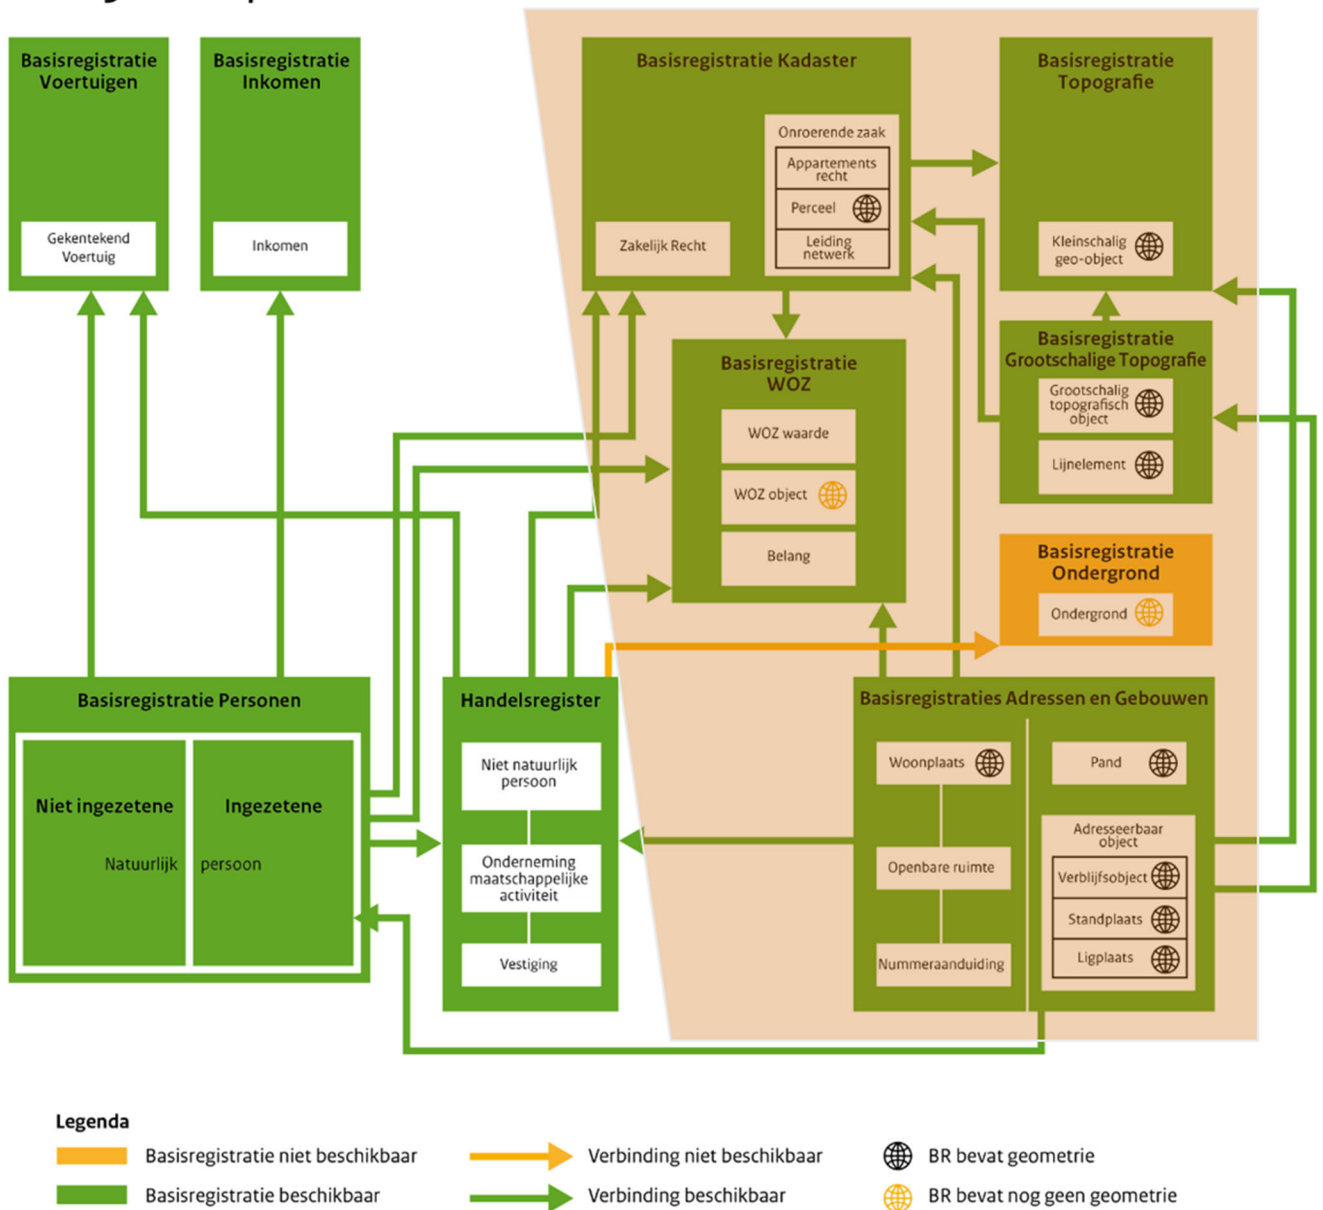 Basisregistratie
Voertuigen
Gekentekend
Voertuig
Basisregistratie
Inkomen
Inkomen
Basisregistratie Kadaster
Onroerende zaak
Appartements
recht
Perceel
Leiding
netwerk
Zakelijk Recht
Basisregistratie
Topografie
Kleinschalig
geo-object
Basisregistratie
Grootschalige Topografie
Grootschalig
topografisch
object
Lijnelement
Basisregistratie
WOZ
WOZ waarde
WOZ object
Belang
Basisregistratie
Ondergrond
Ondergrond
Basisregistratie Personen
Niet ingezetene
Ingezetene
Natuurlijk persoon
Handelsregister
Niet natuurlijk
persoon
Onderneming
maatschappelijke
activiteit
Vestiging
Basisregistraties Adressen en Gebouwen
Woonplaats
Openbare ruimte
Nummeraanduiding
Pand
Adresseerbaar
object
Verblijfsobject
Standplaats
Ligplaats
Legenda
Basisregistratie niet beschikbaar
Basisregistratie beschikbaar
Verbinding niet beschikbaar
Verbinding beschikbaar
BR bevat geometrie
BR bevat nog geen geometrie